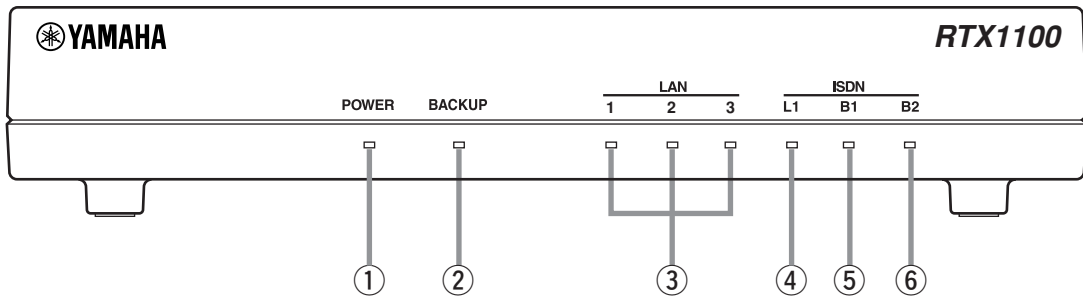 YAMAHA
RTX1100
LAN
ISDN
POWER BACKUP 1 2 3 L1 B1 B2
① ② ③ ④ ⑤ ⑥